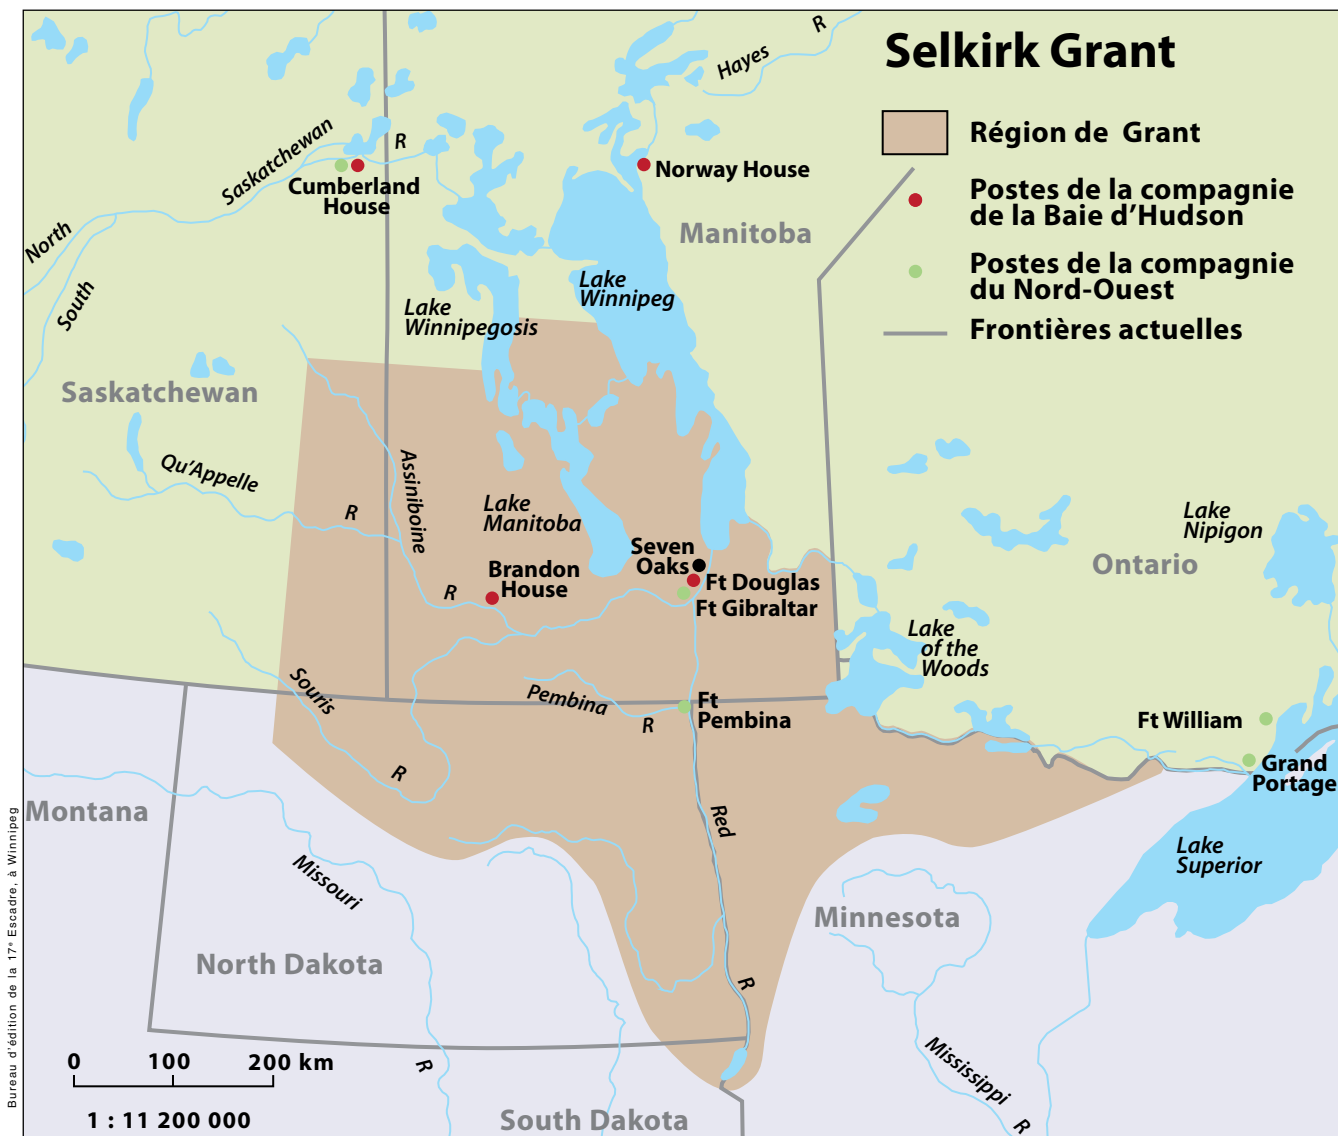 Selkirk Grant
Région de Grant
Postes de la compagnie
de la Baie d'Hudson
Postes de la compagnie
du Nord-Ouest
Frontières actuelles
Hayes
R
Saskatchewan
R
Cumberland
House
Norway House
Manitoba
North
South
Lake
Winnipeg
Lake
Winnipegosis
Saskatchewan
Qu'Appelle
R
Assiniboine
R
Lake
Manitoba
Seven
Oaks
Brandon
House
Ft Douglas
Ft Gibraltar
Lake
Nipigon
Ontario
Lake
of the
Woods
Souris
R
Pembina
R
Ft
Pembina
Ft William
Grand
Portage
Montana
Red
R
Lake
Superior
Missouri
R
Minnesota
North Dakota
Mississippi
R
South Dakota
0 100 200 km
1 : 11 200 000
Bureau d'édition de la 17e Escadre, à Winnipeg